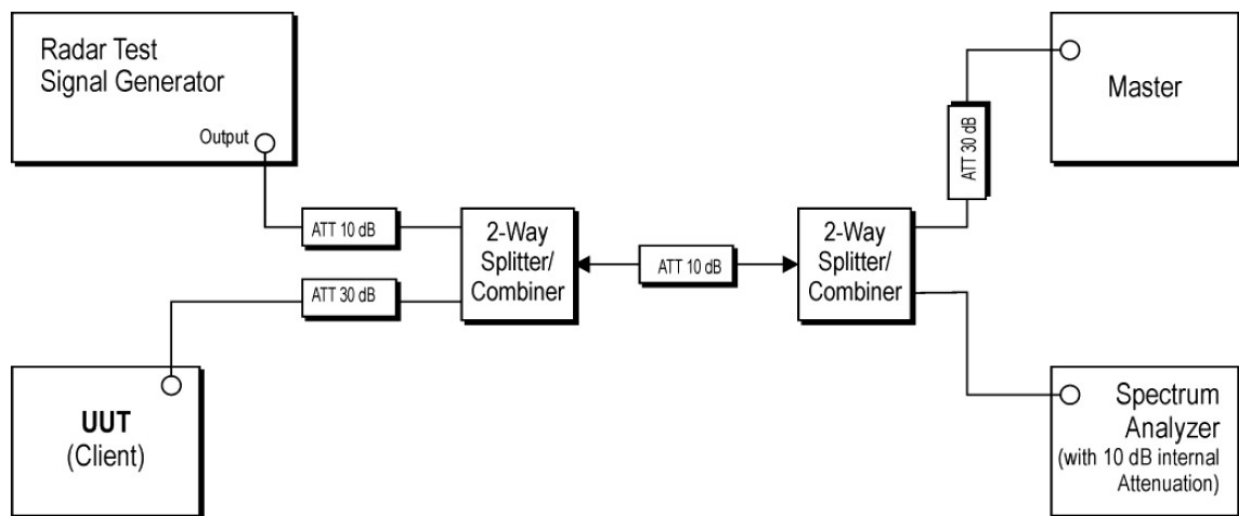 Radar Test
Signal Generator
Output
ATT 10 dB
ATT 30 dB
UUT
(Client)
2-Way
Splitter/
Combiner
ATT 10 dB
2-Way
Splitter/
Combiner
ATT 30 dB
Master
Spectrum
Analyzer
(with 10 dB internal
Attenuation)